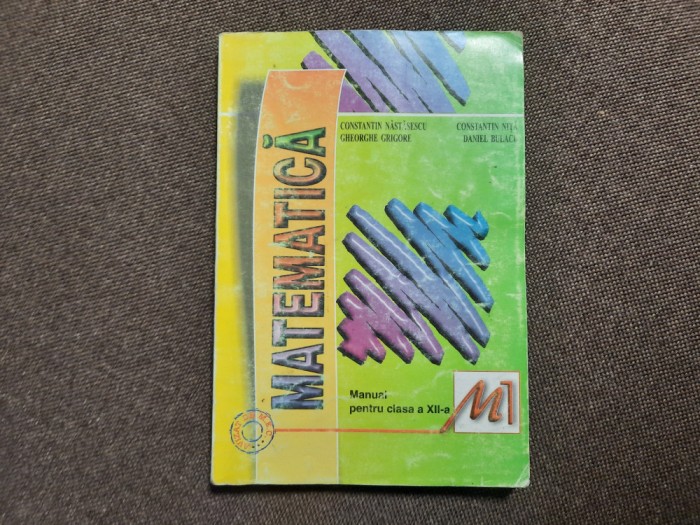 CONSTANTIN NĂSTĂSESCU CONSTANTIN NIȚĂ
GHEORGHE GRIGORE DANIEL BULACU
MATEMATICĂ
Manual
pentru clasa a XII-a
M1